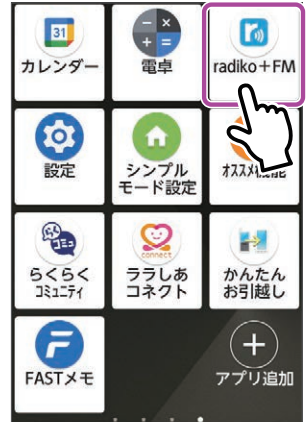 31
カレンダー
電卓
radiko+FM
設定
シンプル
モード設定
オススメ機能
コミュ
らくらく
コミュニティ
connect
ララしあ
コネクト
かんたん
お引越し
FASTメモ
アプリ追加